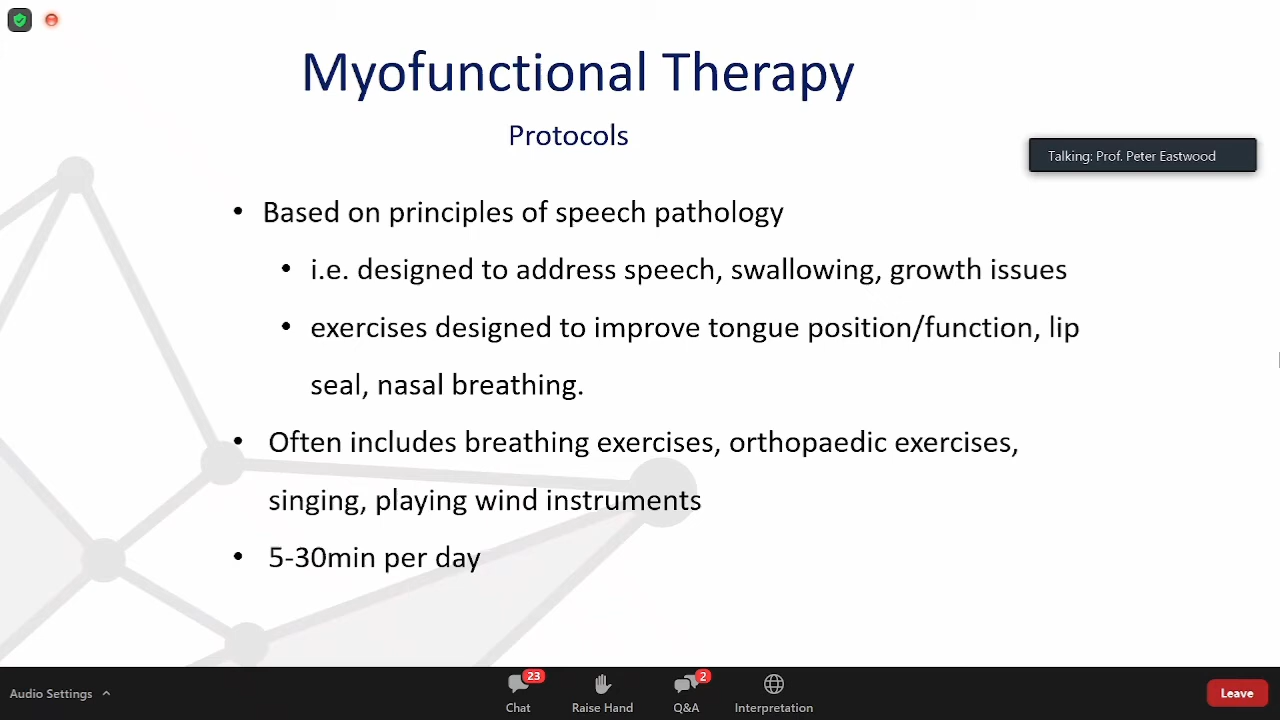 Myofunctional Therapy
Protocols
Talking: Prof. Peter Eastwood
• Based on principles of speech pathology
• i.e. designed to address speech, swallowing, growth issues
• exercises designed to improve tongue position/function, lip
seal, nasal breathing.
• Often includes breathing exercises, orthopaedic exercises,
singing, playing wind instruments
• 5-30min per day
Audio Settings
23
Chat
Raise Hand
2
Q&A
Interpretation
Leave